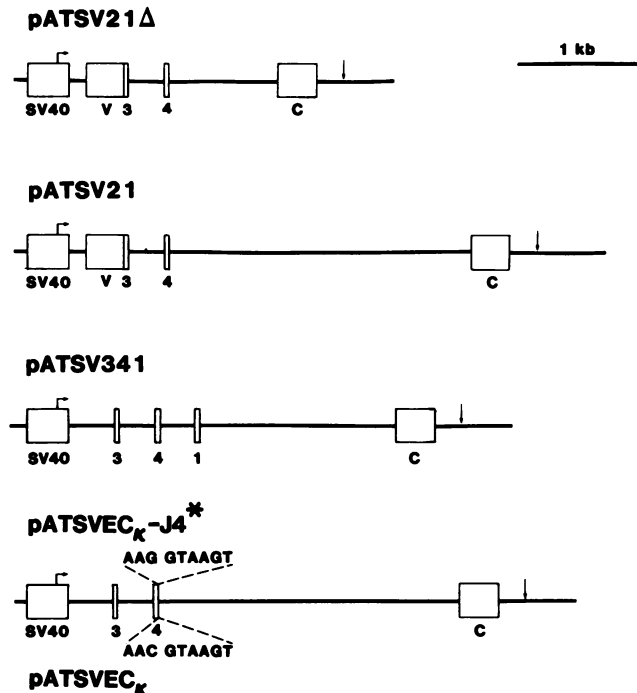 pATSV21Δ
1 kb
SV40 V 3 4 C
pATSV21
SV40 V 3 4 C
pATSV341
SV40 3 4 1 C
pATSVECκ-J4*
AAG GTAAGT
SV40 3 4 C
AAC GTAAGT
pATSVECκ